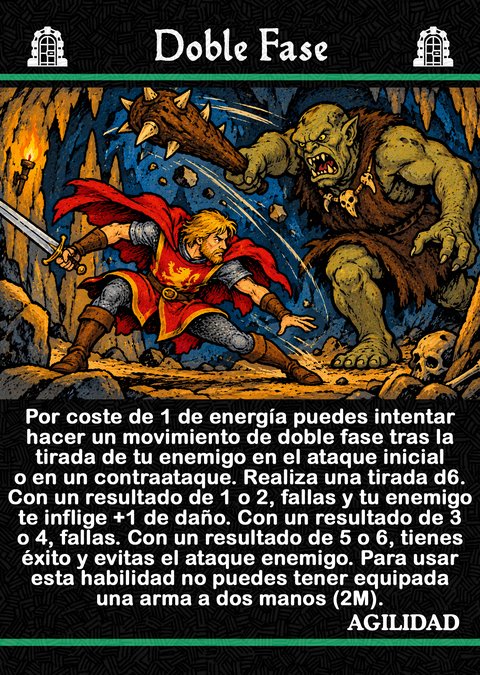 Doble Fase
Por coste de 1 de energía puedes intentar
hacer un movimiento de doble fase tras la
tirada de tu enemigo en el ataque inicial
o en un contraataque. Realiza una tirada d6.
Con un resultado de 1 o 2, fallas y tu enemigo
te inflige +1 de daño. Con un resultado de 3
o 4, fallas. Con un resultado de 5 o 6, tienes
éxito y evitas el ataque enemigo. Para usar
esta habilidad no puedes tener equipada
una arma a dos manos (2M).
AGILIDAD